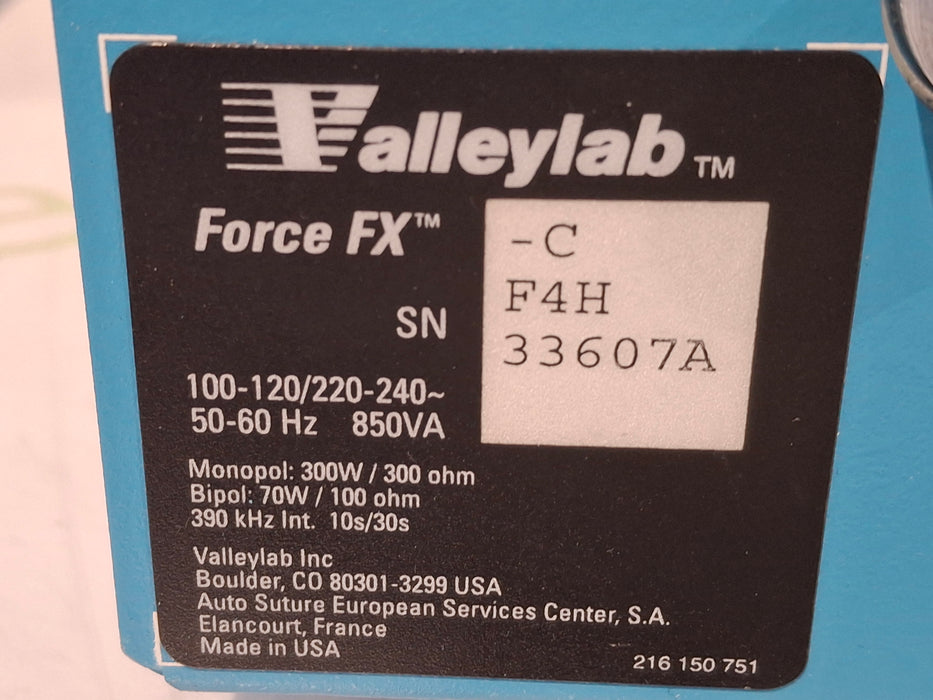 Valleylab™
Force FX™ -C
F4H
SN
33607A
100-120/220-240~
50-60 Hz 850VA
Monopol: 300W / 300 ohm
Bipol: 70W / 100 ohm
390 kHz Int. 10s/30s
Valleylab Inc
Boulder, CO 80301-3299 USA
Auto Suture European Services Center, S.A.
Elancourt, France
Made in USA
216 150 751